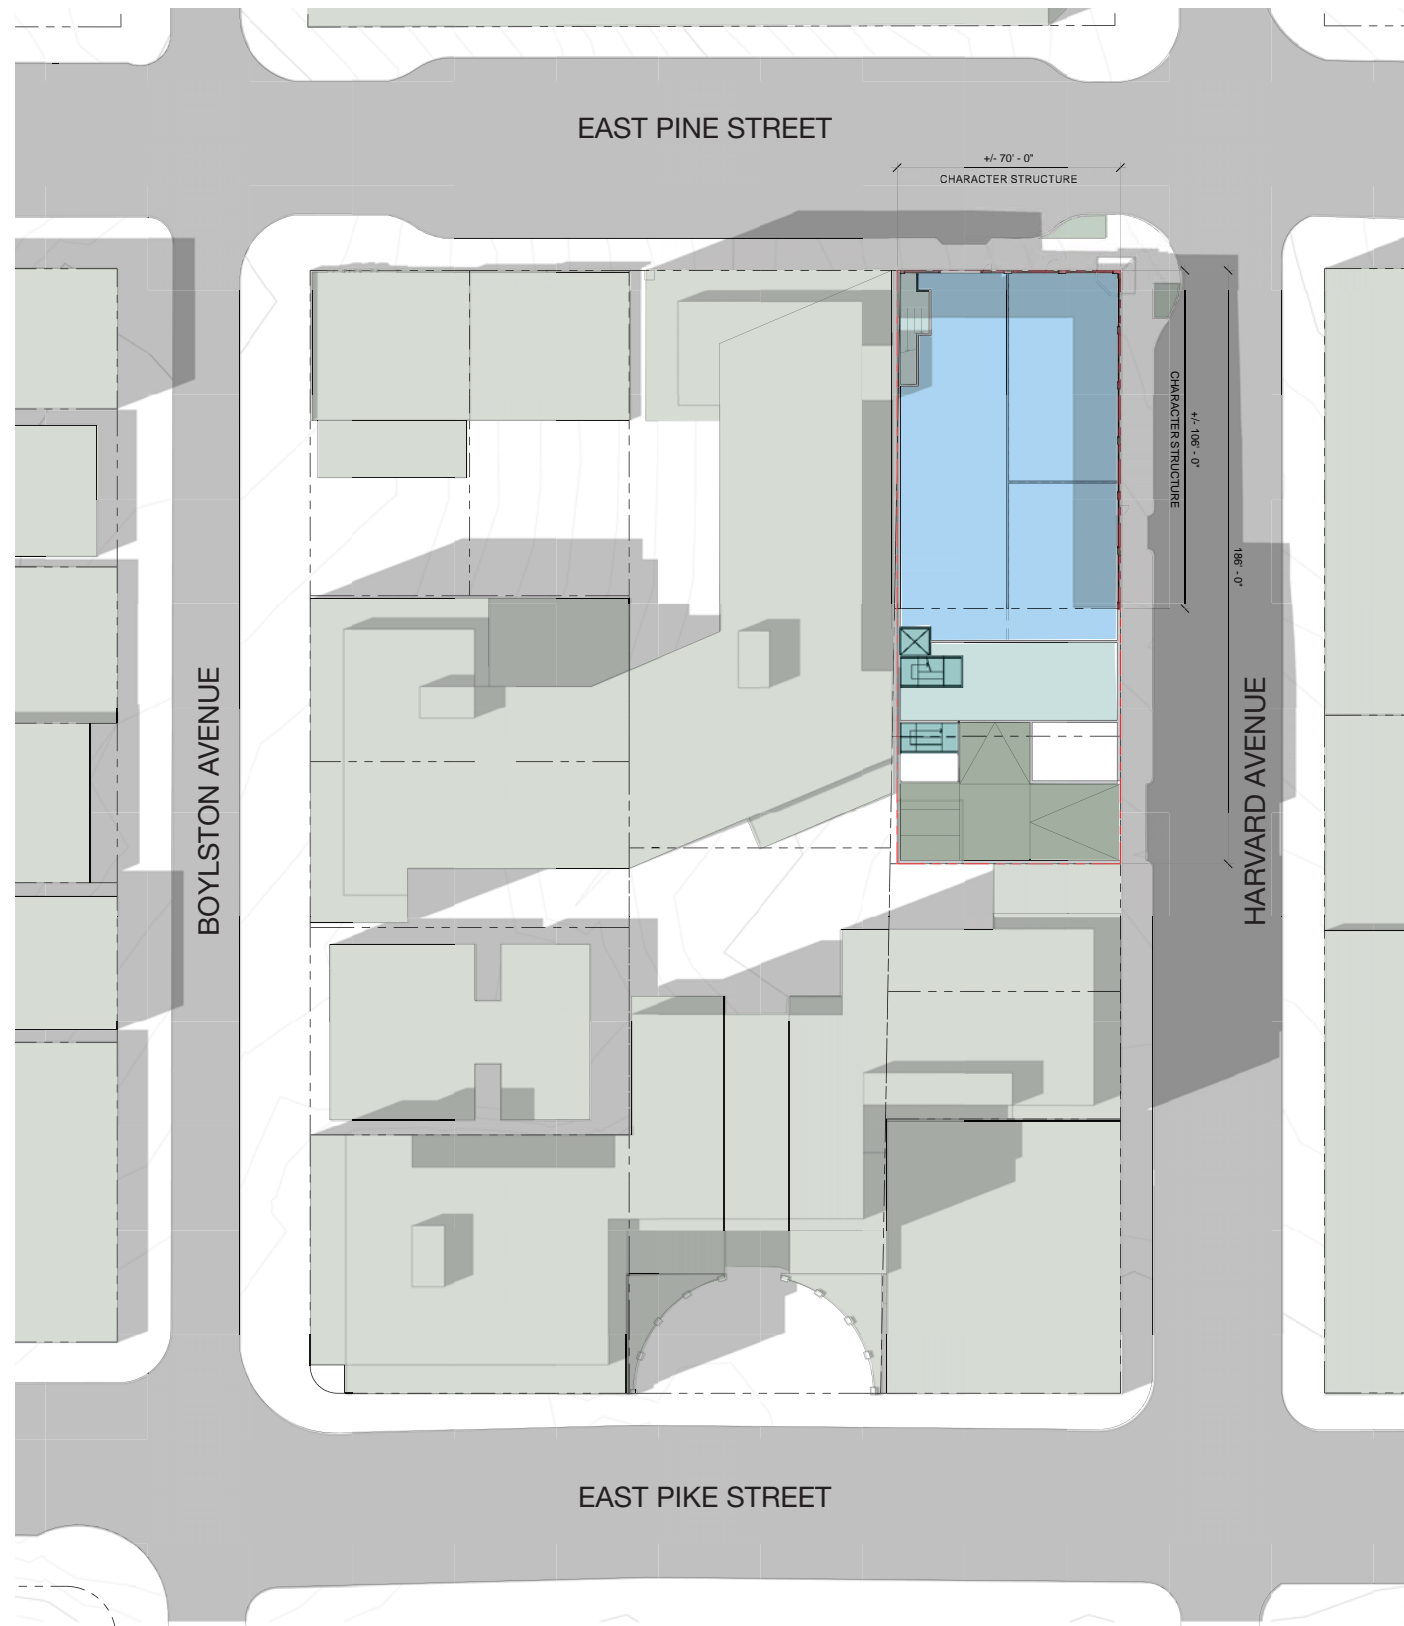 EAST PINE STREET
+/- 70' - 0"
CHARACTER STRUCTURE
CHARACTER STRUCTURE
+/- 106' - 0"
186' - 0"
BOYLSTON AVENUE
HARVARD AVENUE
EAST PIKE STREET